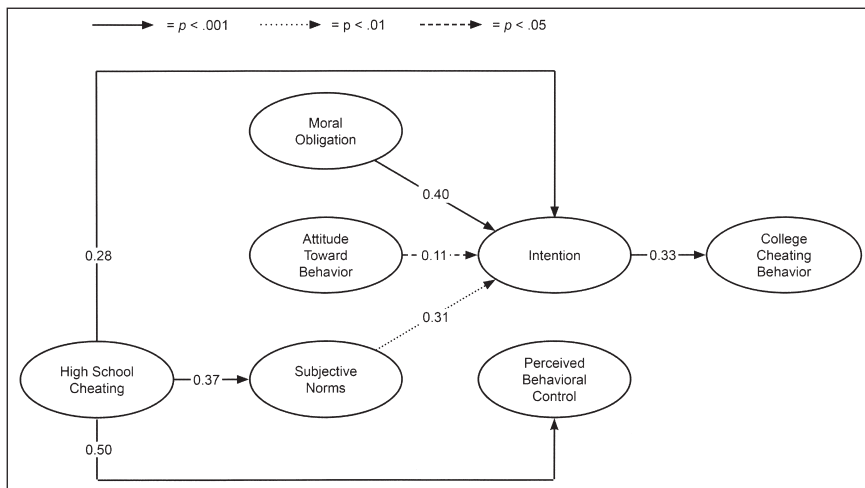 = p < .001
= p < .01
= p < .05
Moral
Obligation
0.40
0.28
Attitude
Toward
Behavior
0.11
Intention
0.33
College
Cheating
Behavior
0.31
High School
Cheating
0.37
Subjective
Norms
Perceived
Behavioral
Control
0.50